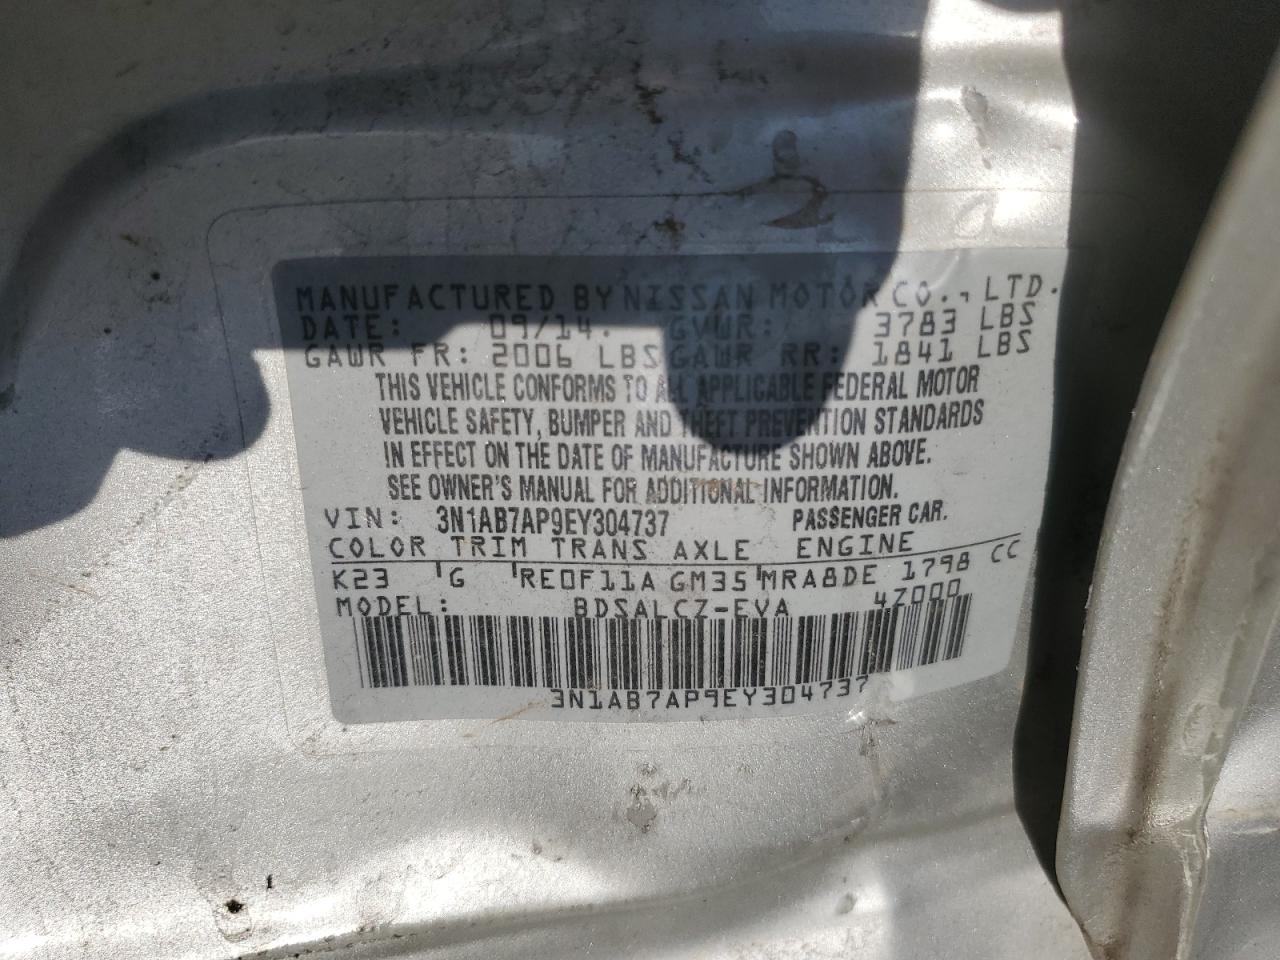 MANUFACTURED BY NISSAN MOTOR CO., LTD.
DATE: 09/14. GVWR: 3783 LBS
GAWR FR: 2006 LBS GAWR RR: 1841 LBS
THIS VEHICLE CONFORMS TO ALL APPLICABLE FEDERAL MOTOR
VEHICLE SAFETY, BUMPER AND THEFT PREVENTION STANDARDS
IN EFFECT ON THE DATE OF MANUFACTURE SHOWN ABOVE.
SEE OWNER'S MANUAL FOR ADDITIONAL INFORMATION.
VIN: 3N1AB7AP9EY304737 PASSENGER CAR.
COLOR TRIM TRANS AXLE ENGINE
K23 G RE0F11A GM35 MRA8DE 1798 CC
MODEL: BDSALCZ-EVA 4Z000
3N1AB7AP9EY304737